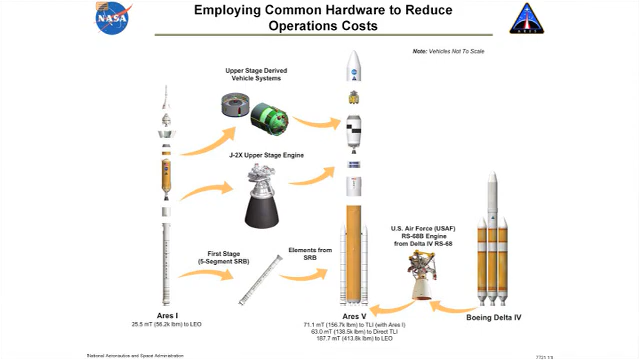 NASA
Employing Common Hardware to Reduce
Operations Costs
ARES
Note: Vehicles Not To Scale
Upper Stage Derived
Vehicle Systems
J-2X Upper Stage Engine
U.S. Air Force (USAF)
RS-68B Engine
from Delta IV RS-68
First Stage
(5-Segment SRB)
Elements from
SRB
Ares I
25.5 mT (56.2k lbm) to LEO
Ares V
71.1 mT (156.7k lbm) to TLI (with Ares I)
63.0 mT (138.5k lbm) to Direct TLI
187.7 mT (413.8k lbm) to LEO
Boeing Delta IV
National Aeronautics and Space Administration